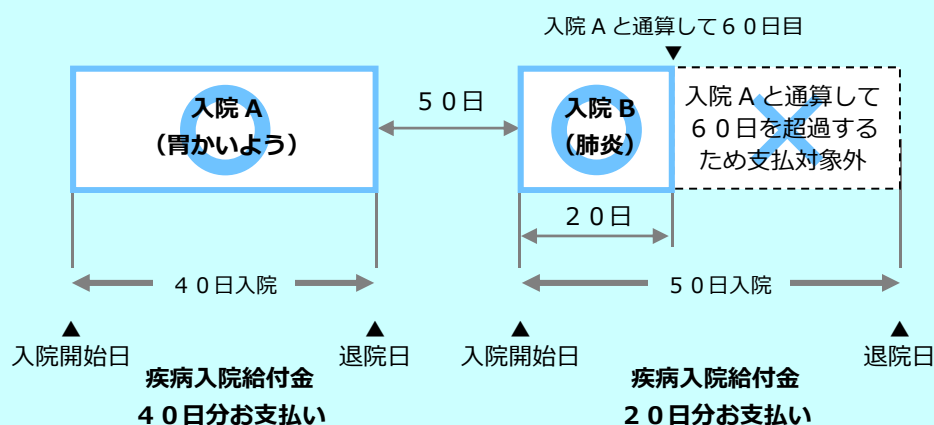 入院Aと通算して60日目
▼
入院A
(胃かいよう)
50日
入院B
(肺炎)
入院Aと通算して
60日を超過する
ため支払対象外
20日
40日入院
50日入院
▲
入院開始日
▲
退院日
▲
入院開始日
▲
退院日
疾病入院給付金
40日分お支払い
疾病入院給付金
20日分お支払い